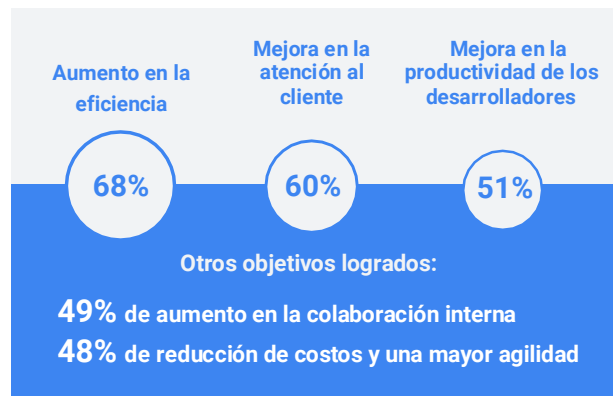 Aumento en la
eficiencia
Mejora en la
atención al
cliente
Mejora en la
productividad de los
desarrolladores
68%
60%
51%
Otros objetivos logrados:
49% de aumento en la colaboración interna
48% de reducción de costos y una mayor agilidad